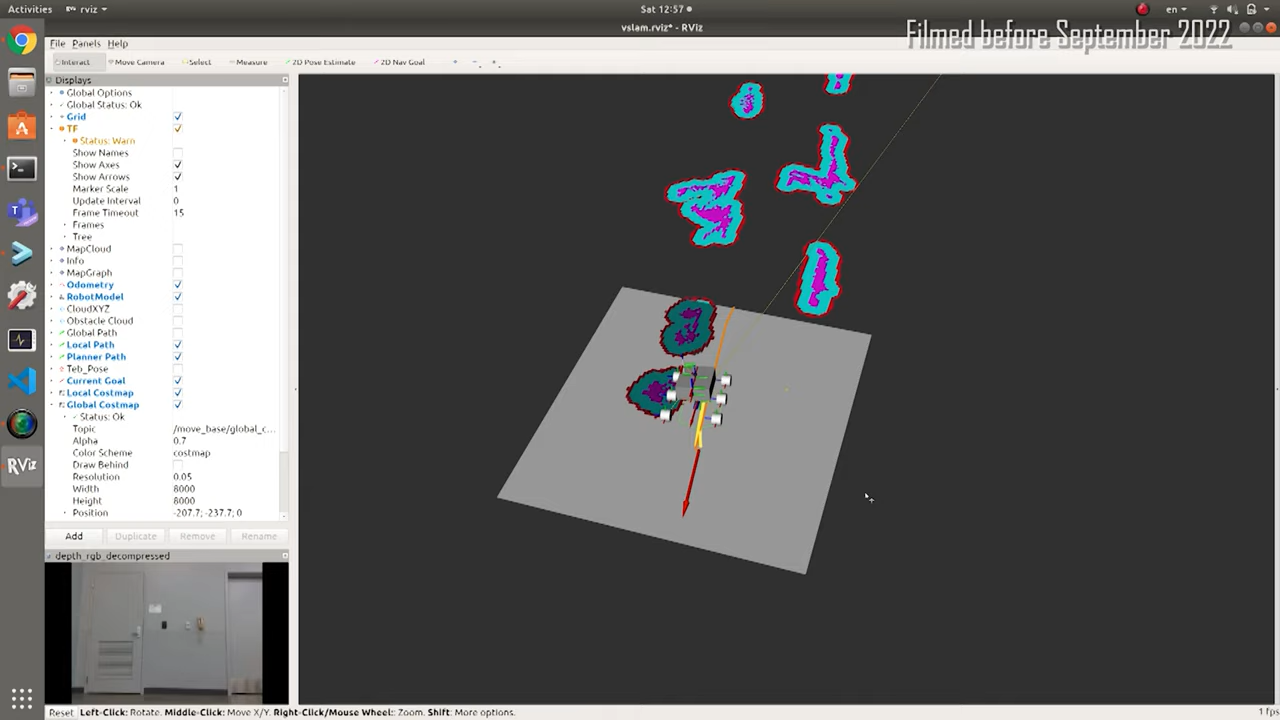 Activities
rviz
Sat 12:57
en
vslam.rviz* - RViz
Filmed before September 2022
File Panels Help
Interact Move Camera Select Measure 2D Pose Estimate 2D Nav Goal
Displays
Global Options
Global Status: Ok
Grid
TF
Status: Warn
Show Names
Show Axes
Show Arrows
Marker Scale 1
Update Interval 0
Frame Timeout 15
Frames
Tree
MapCloud
Info
MapGraph
Odometry
RobotModel
CloudXYZ
Obstacle Cloud
Global Path
Local Path
Planner Path
Teb_Pose
Current Goal
Local Costmap
Global Costmap
Status: Ok
Topic /move_base/global_c...
Alpha 0.7
Color Scheme costmap
Draw Behind
Resolution 0.05
Width 8000
Height 8000
Position -207.7; -237.7; 0
Add Duplicate Remove Rename
depth_rgb_decompressed
RViz
Reset Left-Click: Rotate. Middle-Click: Move X/Y. Right-Click/Mouse Wheel:: Zoom. Shift: More options.
1 fps